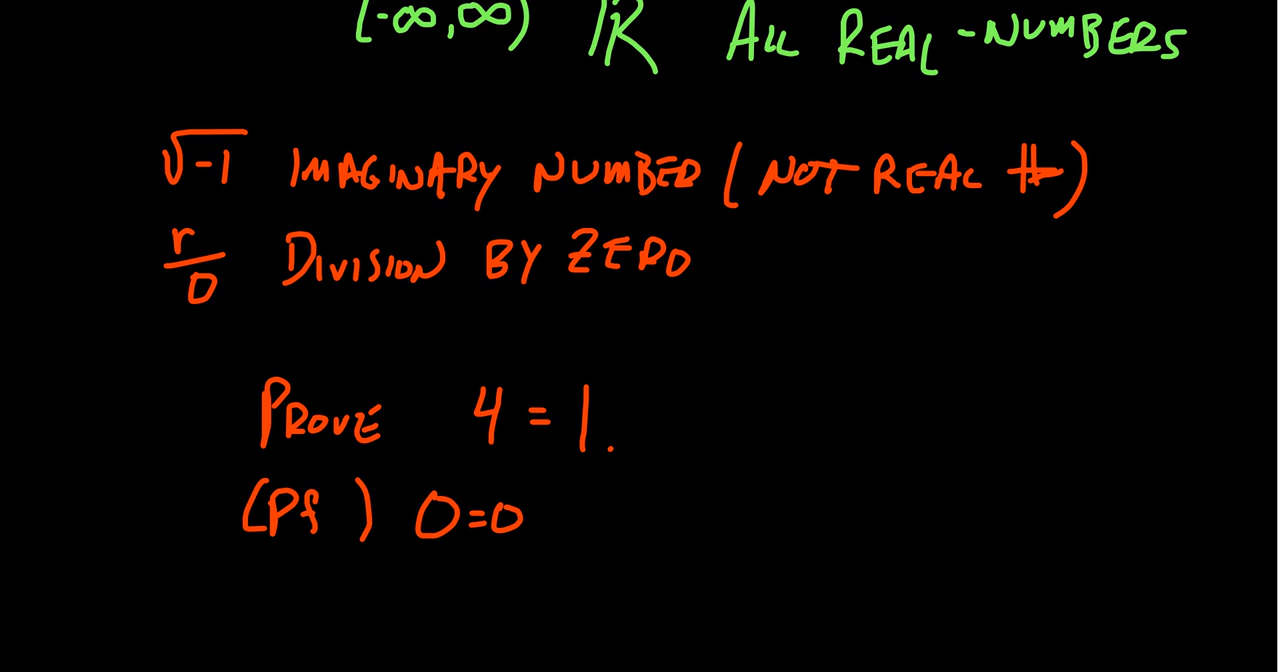 (-∞,∞) ℝ ALL REAL-NUMBERS
√-1 IMAGINARY NUMBER (NOT REAL #)
r/0 DIVISION BY ZERO
PROVE 4 = 1.
(Pf) 0=0